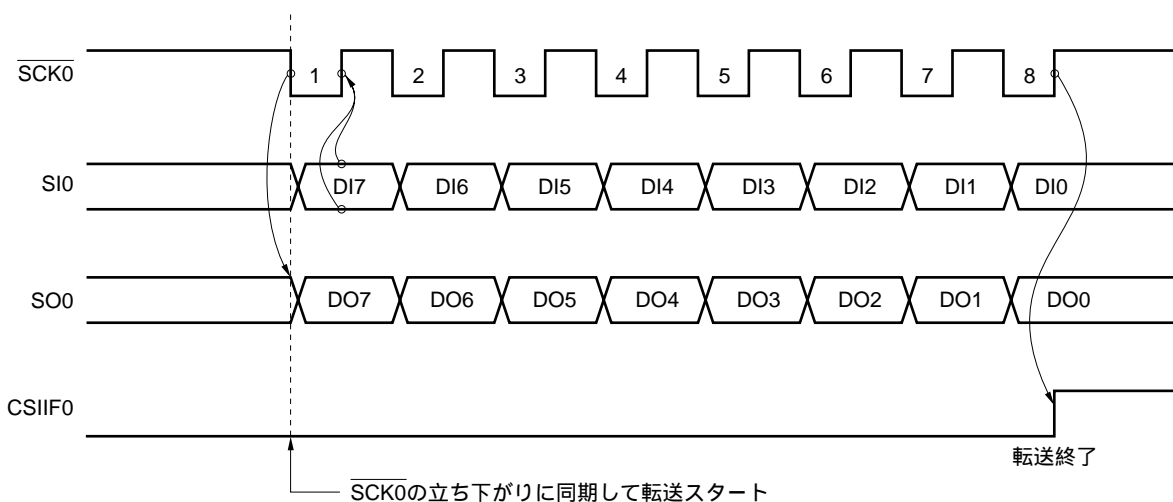 SCK0
1 2 3 4 5 6 7 8
SI0
DI7 DI6 DI5 DI4 DI3 DI2 DI1 DI0
SO0
DO7 DO6 DO5 DO4 DO3 DO2 DO1 DO0
CSIIF0
転送終了
SCK0の立ち下がりに同期して転送スタート